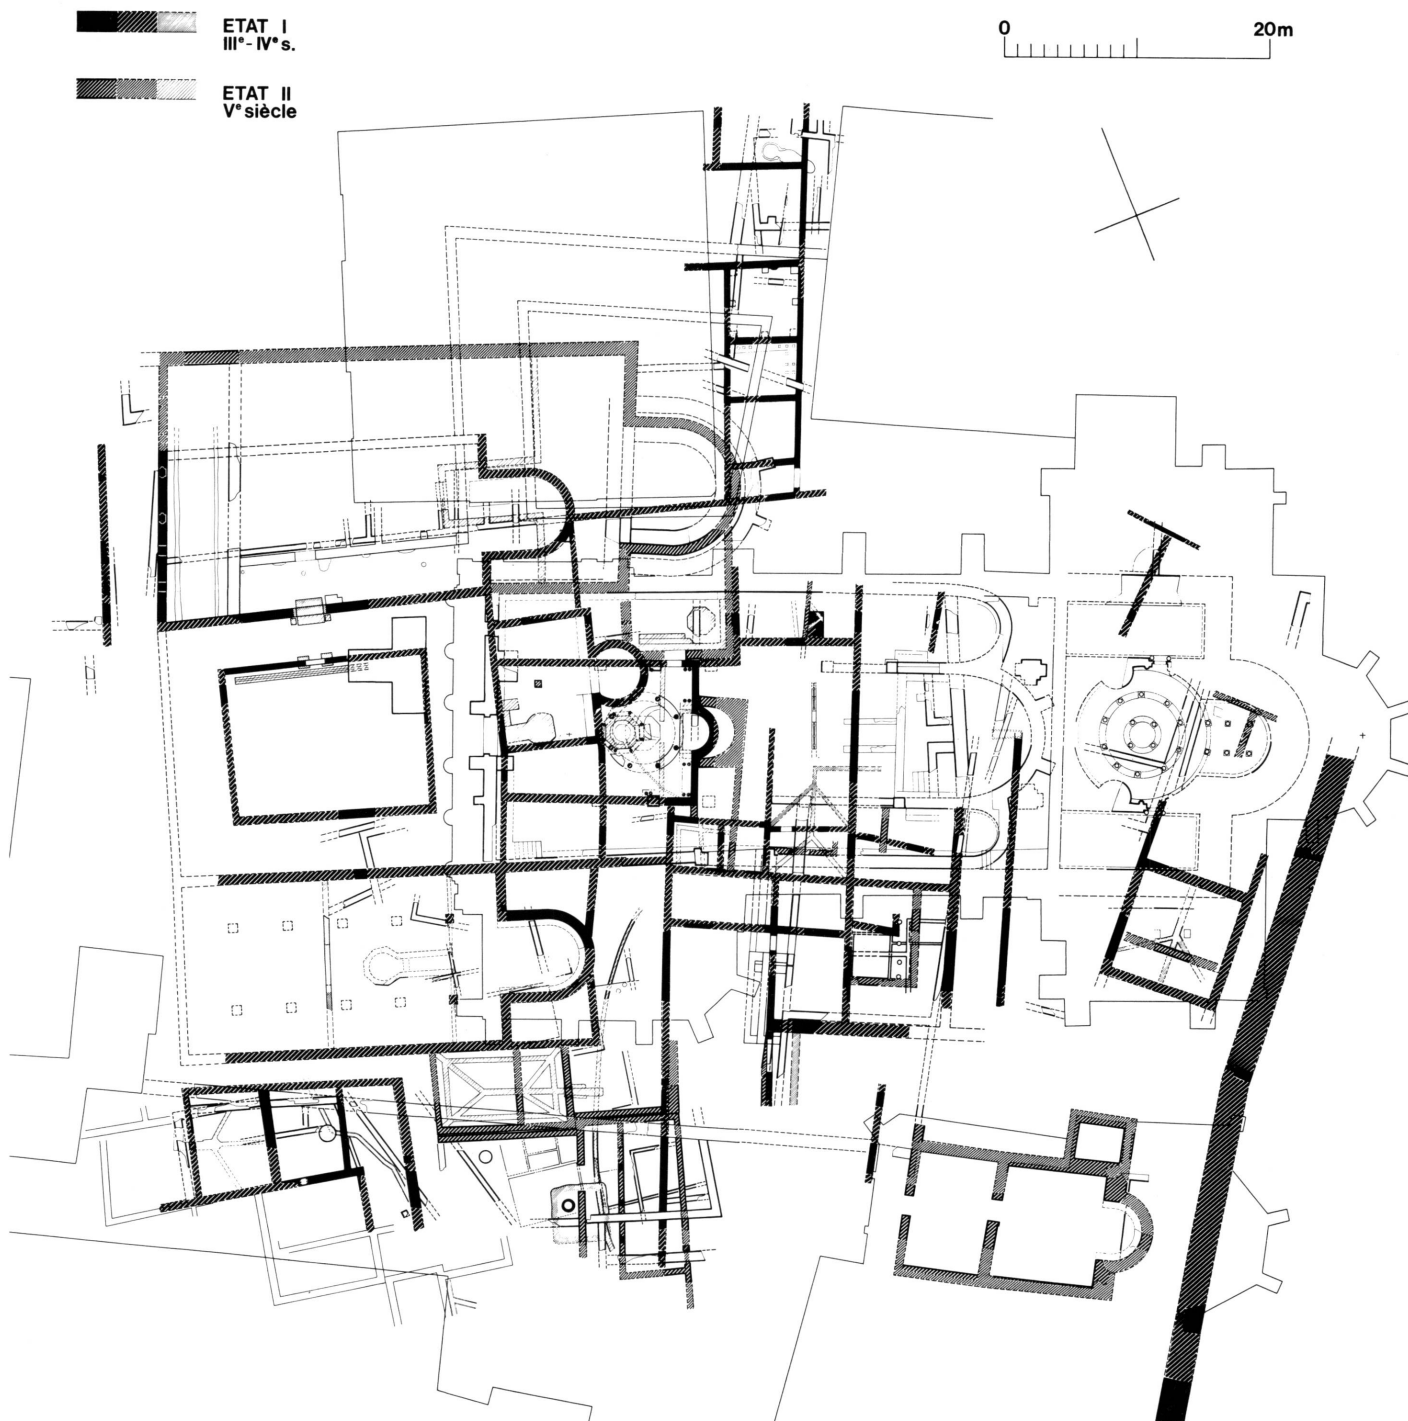 ETAT I
IIIᵉ-IVᵉ s.
0 20m
ETAT II
Vᵉ siècle